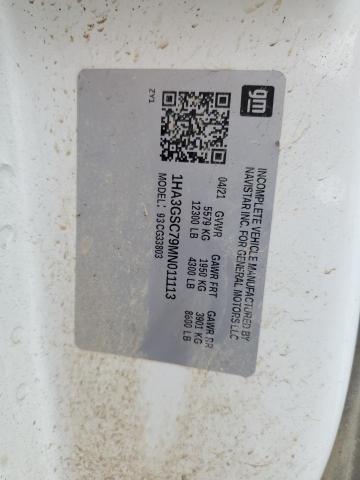 gm
INCOMPLETE VEHICLE MANUFACTURED BY
NAVISTAR INC. FOR GENERAL MOTORS LLC
04/21 GVWR GAWR FRT GAWR RR
5579 KG 1950 KG 3901 KG
12300 LB 4300 LB 8600 LB
1HA3GSC79MN011113
MODEL: 93CG33803
ZY1